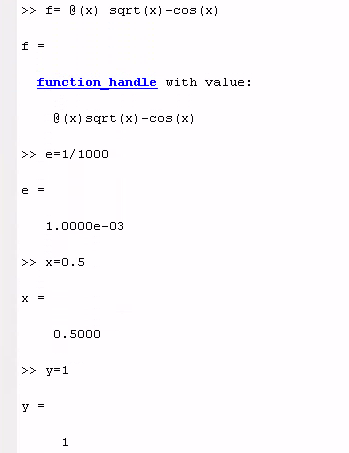 >> f= @(x) sqrt(x)-cos(x)
f =
function_handle with value:
@(x)sqrt(x)-cos(x)
>> e=1/1000
e =
1.0000e-03
>> x=0.5
x =
0.5000
>> y=1
y =
1